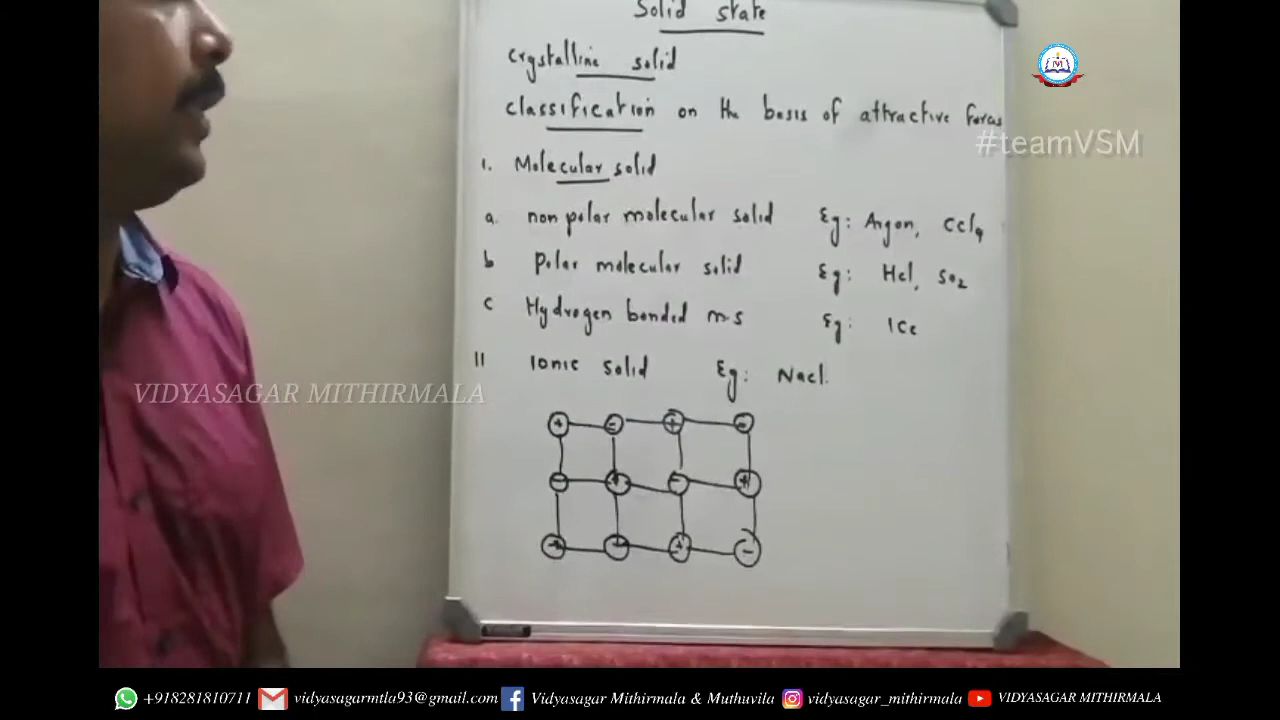 Solid state
Crystalline solid
classification on the basis of attractive forces
#teamVSM
1. Molecular solid
a. non polar molecular solid Eg: Argon, CCl4
b Polar molecular solid Eg: Hcl, SO2
c Hydrogen bonded m.s Eg: Ice
II Ionic solid Eg: Nacl.
VIDYASAGAR MITHIRMALA
+ - + -
- + - +
+ - + -
+918281810711 vidyasagarmtla93@gmail.com Vidyasagar Mithirmala & Muthuvila vidyasagar_mithirmala VIDYASAGAR MITHIRMALA